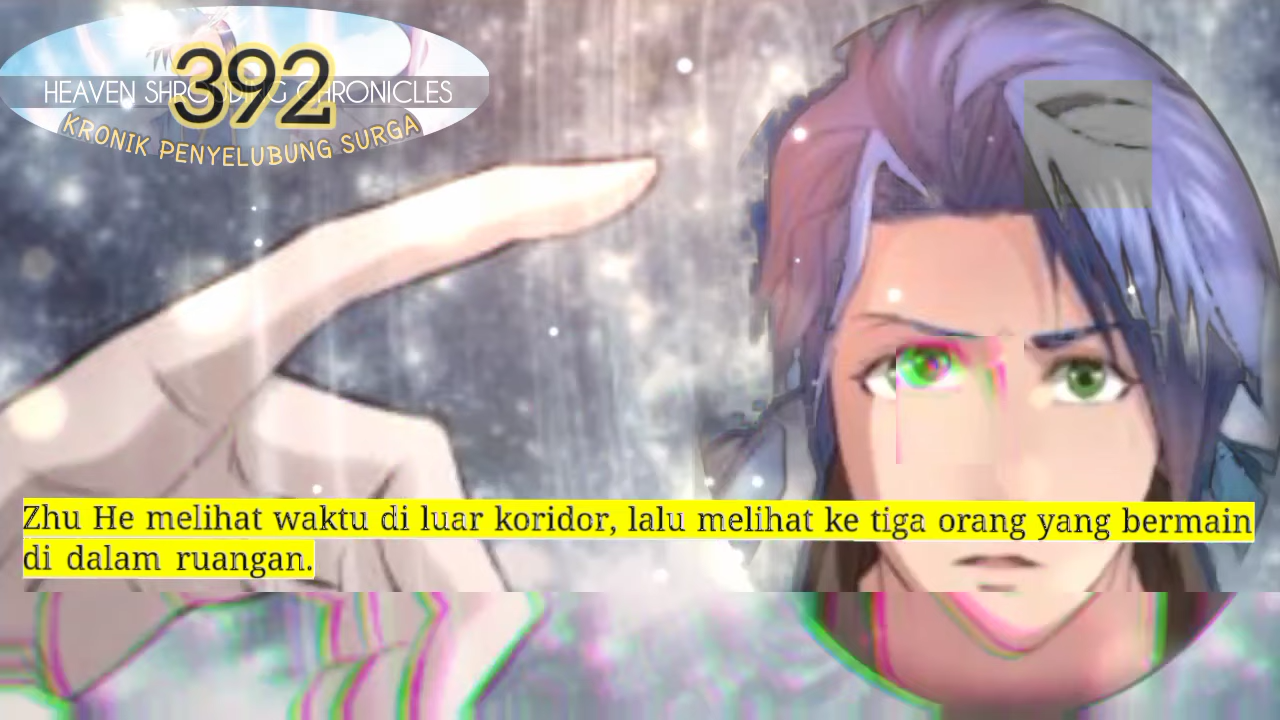 392
HEAVEN SHROUDING CHRONICLES
KRONIK PENYELUBUNG SURGA
Zhu He melihat waktu di luar koridor, lalu melihat ke tiga orang yang bermain
di dalam ruangan.